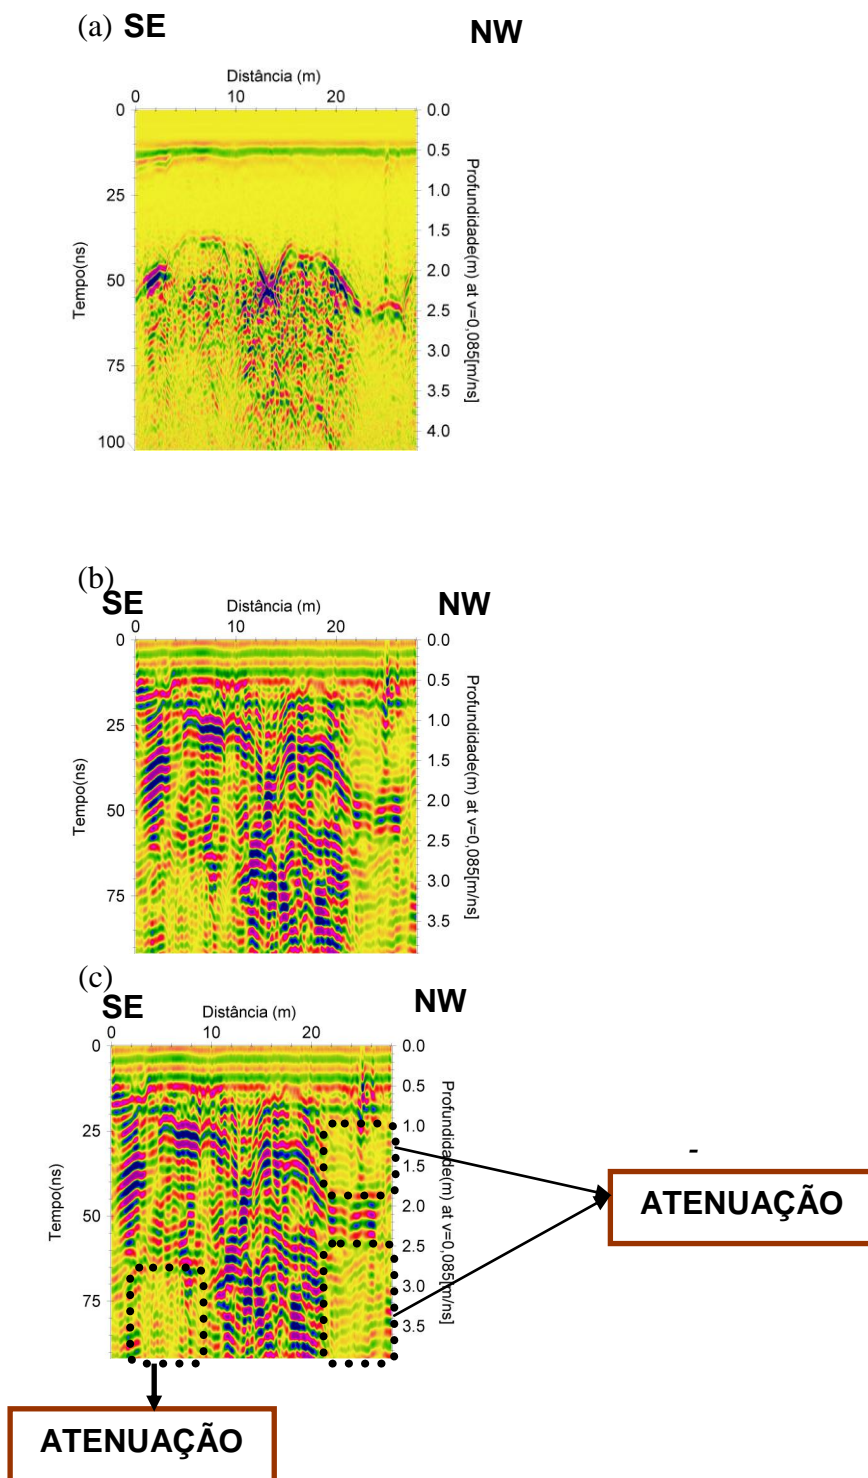 (a) SE NW
Distância (m)
0 10 20
0 0.0
0.5
25 1.0
1.5
50 2.0
2.5
75 3.0
3.5
100 4.0
Tempo(ns)
Profundidade(m) at v=0,085[m/ns]
(b)
SE NW
Distância (m)
0 10 20
0 0.0
0.5
25 1.0
1.5
50 2.0
2.5
75 3.0
3.5
Tempo(ns)
Profundidade(m) at v=0,085[m/ns]
(c)
SE NW
Distância (m)
0 10 20
0 0.0
0.5
25 1.0
1.5
50 2.0
2.5
75 3.0
3.5
Tempo(ns)
Profundidade(m) at v=0,085[m/ns]
-
ATENUAÇÃO
ATENUAÇÃO